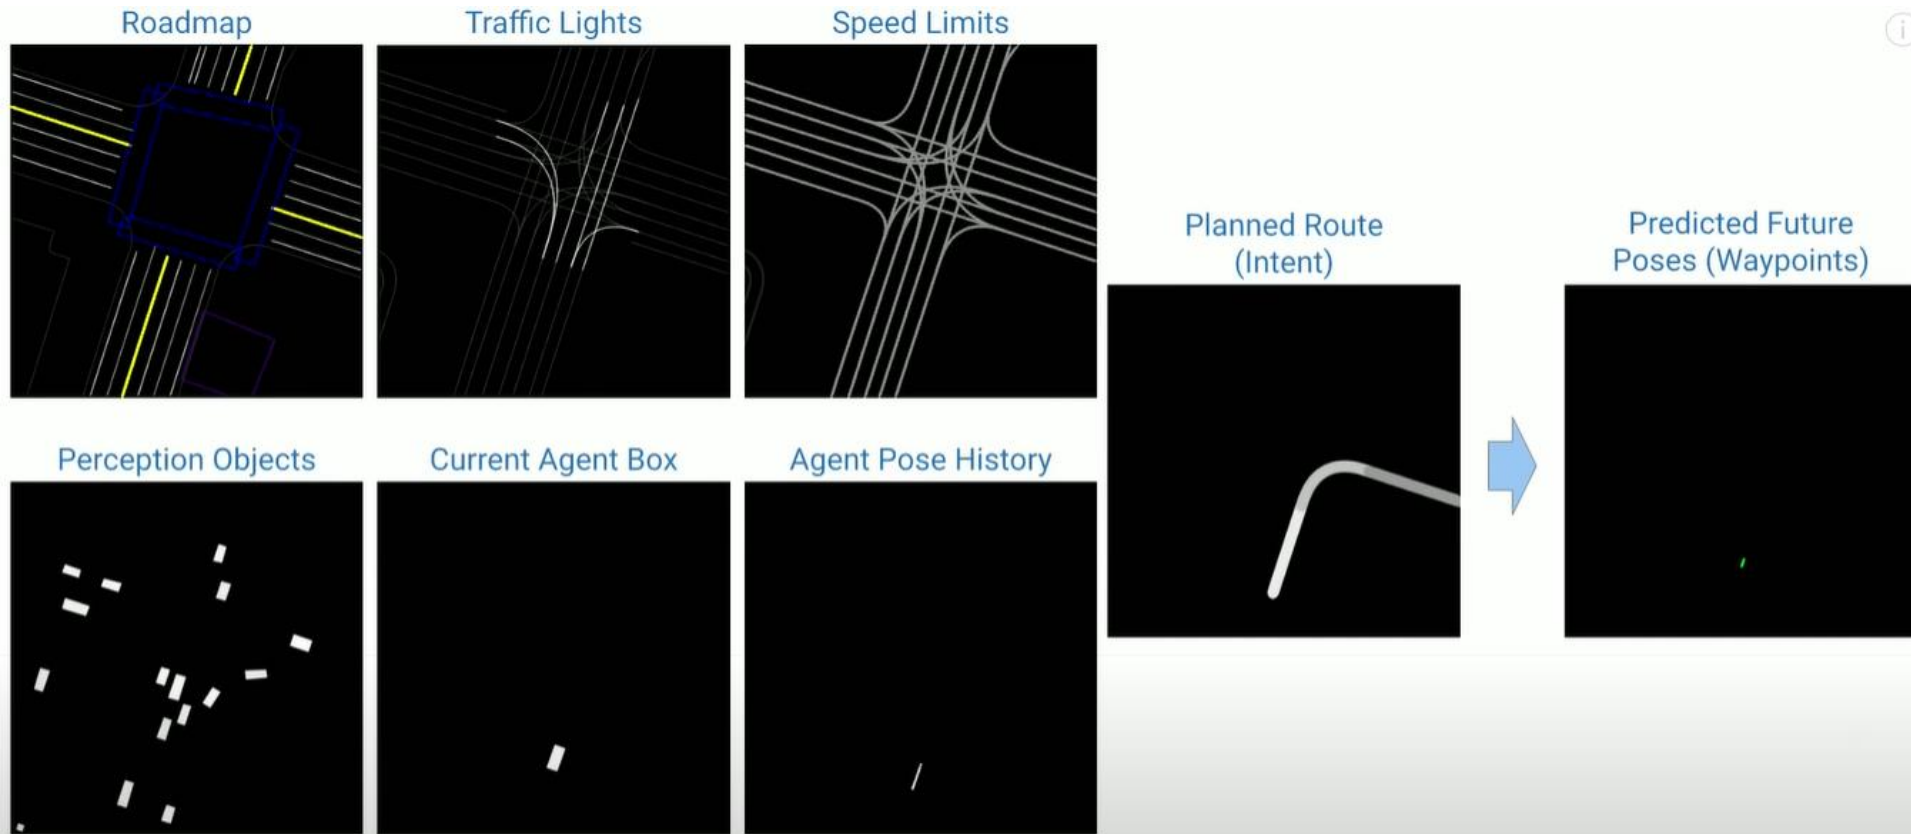 Roadmap
Traffic Lights
Speed Limits
Planned Route
(Intent)
Predicted Future
Poses (Waypoints)
Perception Objects
Current Agent Box
Agent Pose History